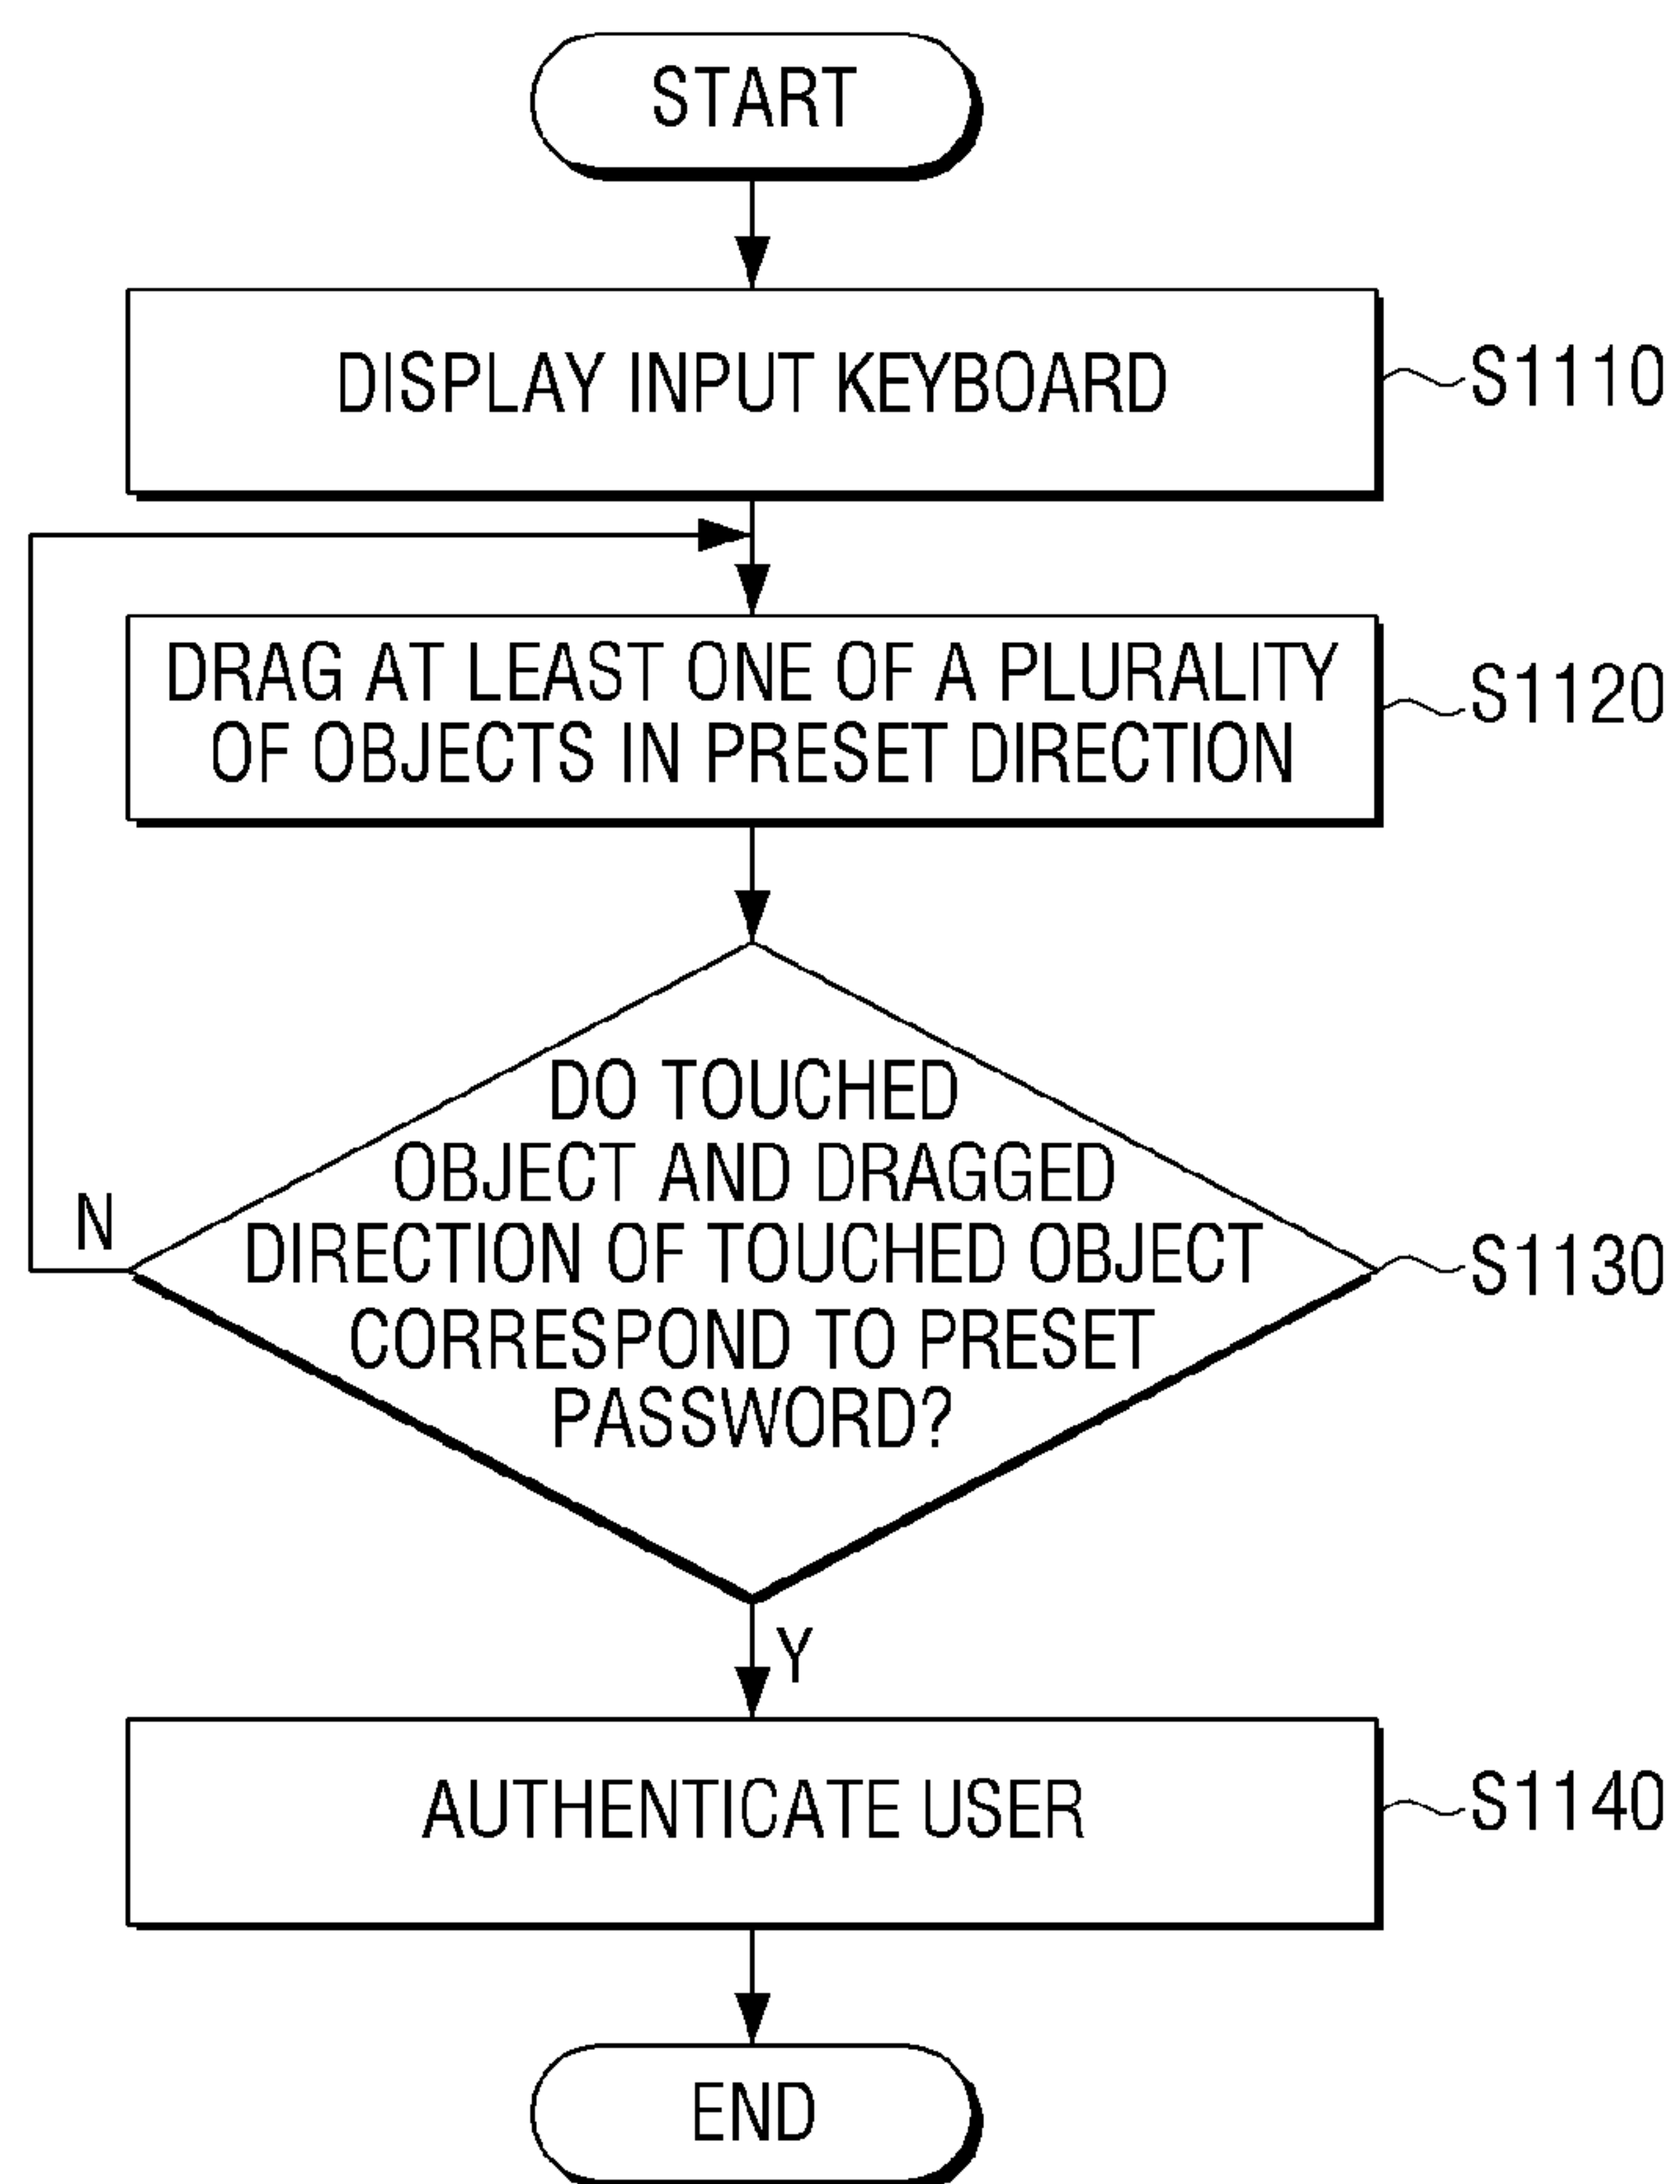 START
DISPLAY INPUT KEYBOARD
S1110
DRAG AT LEAST ONE OF A PLURALITY
OF OBJECTS IN PRESET DIRECTION
S1120
DO TOUCHED
OBJECT AND DRAGGED
DIRECTION OF TOUCHED OBJECT
CORRESPOND TO PRESET
PASSWORD?
N
S1130
Y
AUTHENTICATE USER
S1140
END